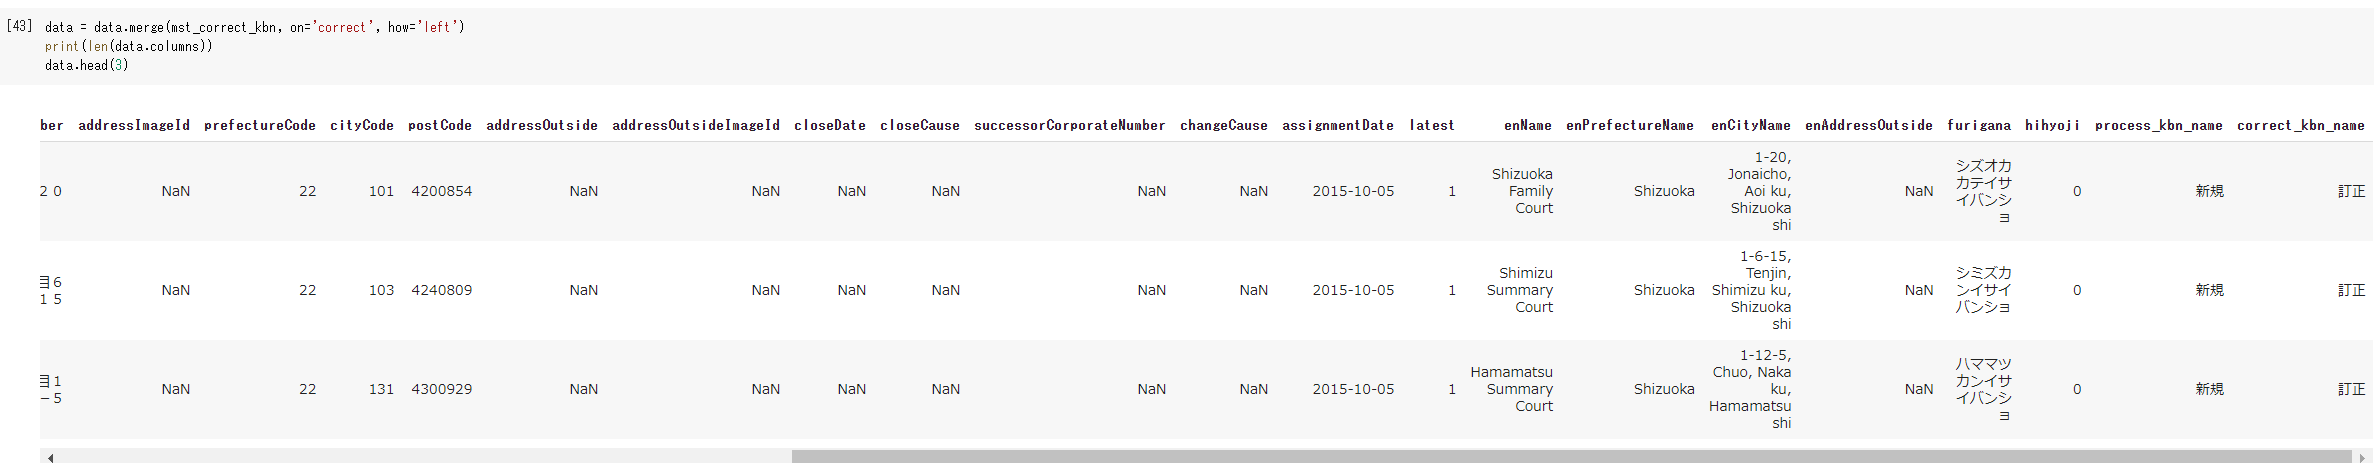 [43] data = data.merge(mst_correct_kbn, on='correct', how='left')
print(len(data.columns))
data.head(3)
ber addressImageId prefectureCode cityCode postCode addressOutside addressOutsideImageId closeDate closeCause successorCorporateNumber changeCause assignmentDate latest enName enPrefectureName enCityName enAddressOutside furigana hihyoji process_kbn_name correct_kbn_name
２０ NaN 22 101 4200854 NaN NaN NaN NaN NaN NaN 2015-10-05 1 Shizuoka Family Court Shizuoka 1-20, Jonaicho, Aoi ku, Shizuoka shi NaN シズオカカテイサイバンショ 0 新規 訂正
目６１５ NaN 22 103 4240809 NaN NaN NaN NaN NaN NaN 2015-10-05 1 Shimizu Summary Court Shizuoka 1-6-15, Tenjin, Shimizu ku, Shizuoka shi NaN シミズカンイサイバンショ 0 新規 訂正
目１－５ NaN 22 131 4300929 NaN NaN NaN NaN NaN NaN 2015-10-05 1 Hamamatsu Summary Court Shizuoka 1-12-5, Chuo, Naka ku, Hamamatsu shi NaN ハママツカンイサイバンショ 0 新規 訂正